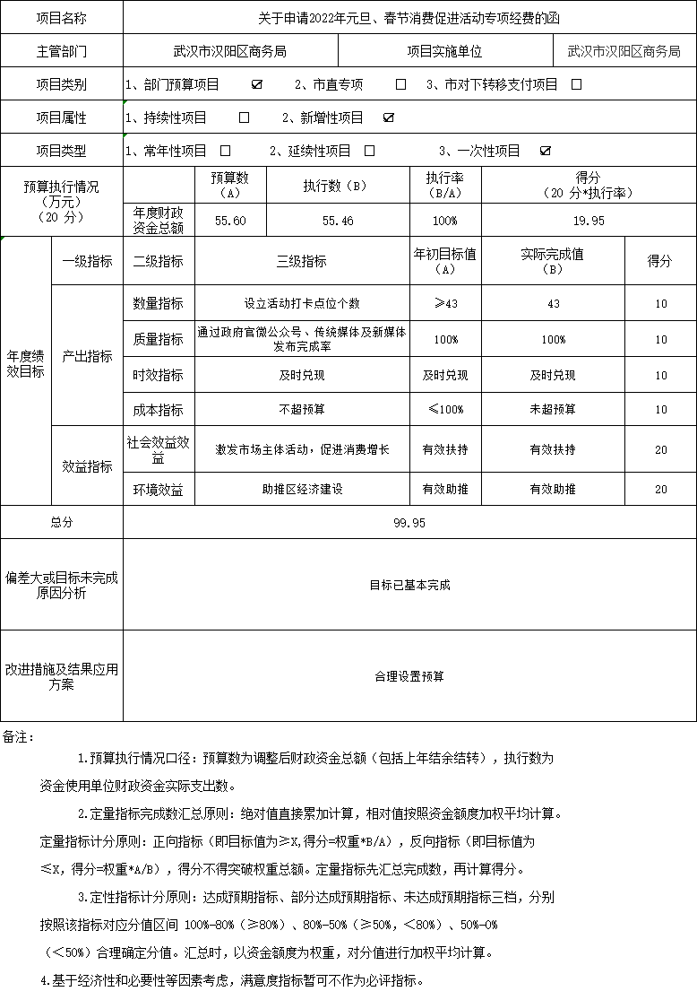 项目名称 关于申请2022年元旦、春节消费促进活动专项经费的函
主管部门 武汉市汉阳区商务局 项目实施单位 武汉市汉阳区商务局
项目类别 1、部门预算项目 ☑ 2、市直专项 □ 3、市对下转移支付项目 □
项目属性 1、持续性项目 □ 2、新增性项目 ☑
项目类型 1、常年性项目 □ 2、延续性项目 □ 3、一次性项目 ☑
预算执行情况
（万元）
（20 分）
预算数
（A）
执行数（B）
执行率
（B/A）
得分
（20 分*执行率）
年度财政
资金总额
55.60 55.46 100% 19.95
年度绩
效目标
一级指标 二级指标 三级指标
年初目标值
（A）
实际完成值
（B）
得分
产出指标
数量指标 设立活动打卡点位个数 ≥43 43 10
质量指标
通过政府官微公众号、传统媒体及新媒体
发布完成率
100% 100% 10
时效指标 及时兑现 及时兑现 及时兑现 10
成本指标 不超预算 ≤100% 未超预算 10
效益指标
社会效益效
益
激发市场主体活动，促进消费增长 有效扶持 有效扶持 20
环境效益 助推区经济建设 有效助推 有效助推 20
总分 99.95
偏差大或目标未完成
原因分析
目标已基本完成
改进措施及结果应用
方案
合理设置预算
备注：
1.预算执行情况口径：预算数为调整后财政资金总额（包括上年结余结转），执行数为
资金使用单位财政资金实际支出数。
2.定量指标完成数汇总原则：绝对值直接累加计算，相对值按照资金额度加权平均计算。
定量指标计分原则：正向指标（即目标值为≥X,得分=权重*B/A），反向指标（即目标值为
≤X，得分=权重*A/B），得分不得突破权重总额。定量指标先汇总完成数，再计算得分。
3.定性指标计分原则：达成预期指标、部分达成预期指标、未达成预期指标三档，分别
按照该指标对应分值区间 100%-80%（≥80%）、80%-50%（≥50%，＜80%）、50%-0%
（＜50%）合理确定分值。汇总时，以资金额度为权重，对分值进行加权平均计算。
4.基于经济性和必要性等因素考虑，满意度指标暂可不作为必评指标。